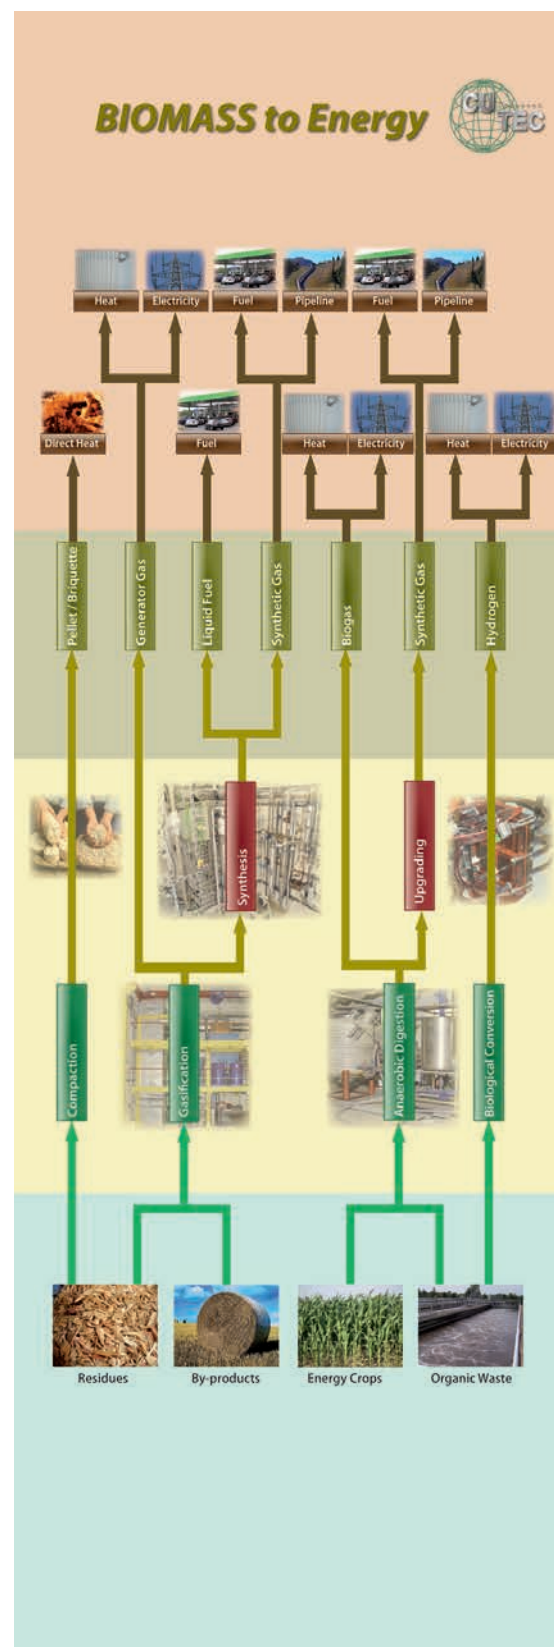 BIOMASS to Energy
CU
TEC
Heat
Electricity
Fuel
Pipeline
Fuel
Pipeline
Direct Heat
Fuel
Heat
Electricity
Heat
Electricity
Pellet / Briquette
Generator Gas
Liquid Fuel
Synthetic Gas
Biogas
Synthetic Gas
Hydrogen
Synthesis
Upgrading
Compaction
Gasification
Anaerobic Digestion
Biological Conversion
Residues
By-products
Energy Crops
Organic Waste